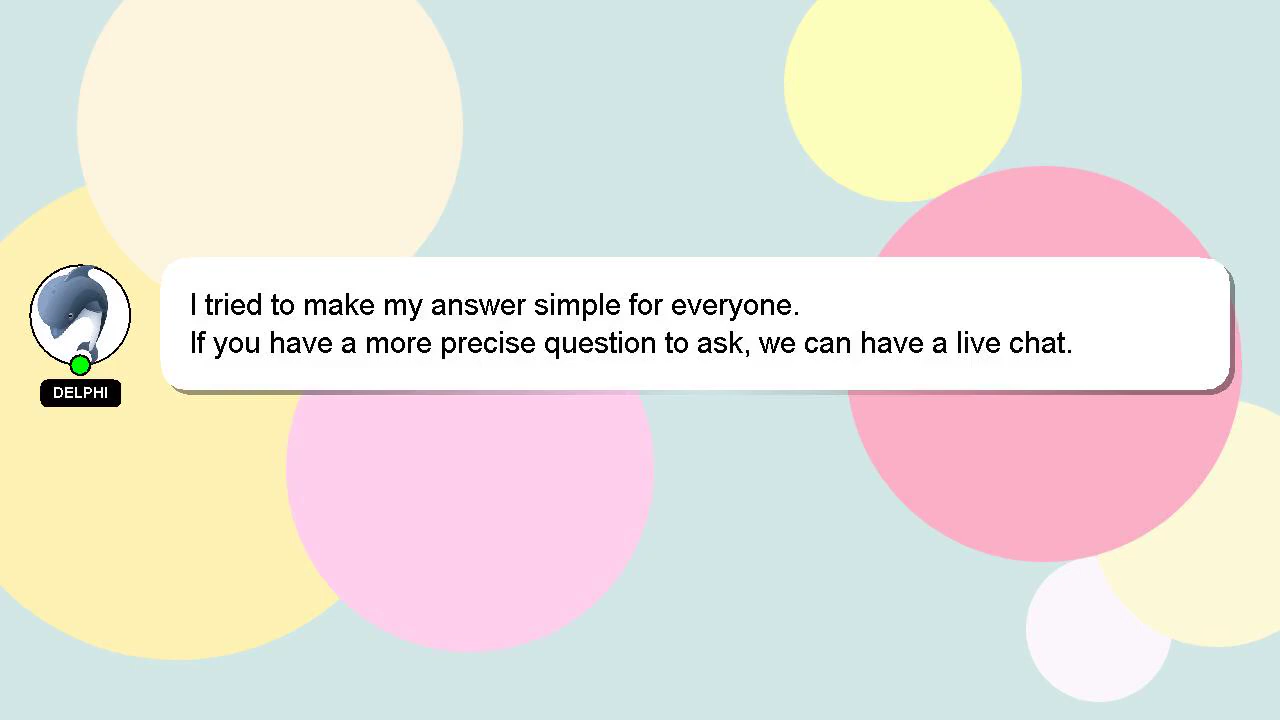 I tried to make my answer simple for everyone.
If you have a more precise question to ask, we can have a live chat.
DELPHI